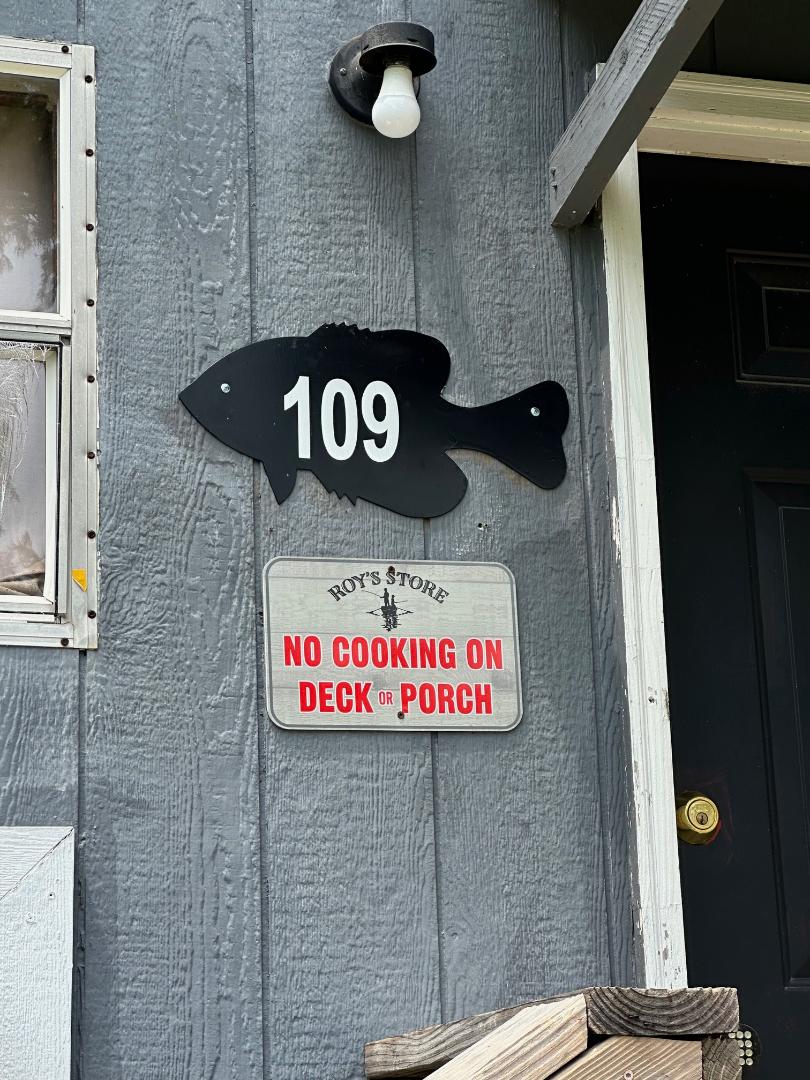 109
ROY'S STORE
NO COOKING ON
DECK OR PORCH